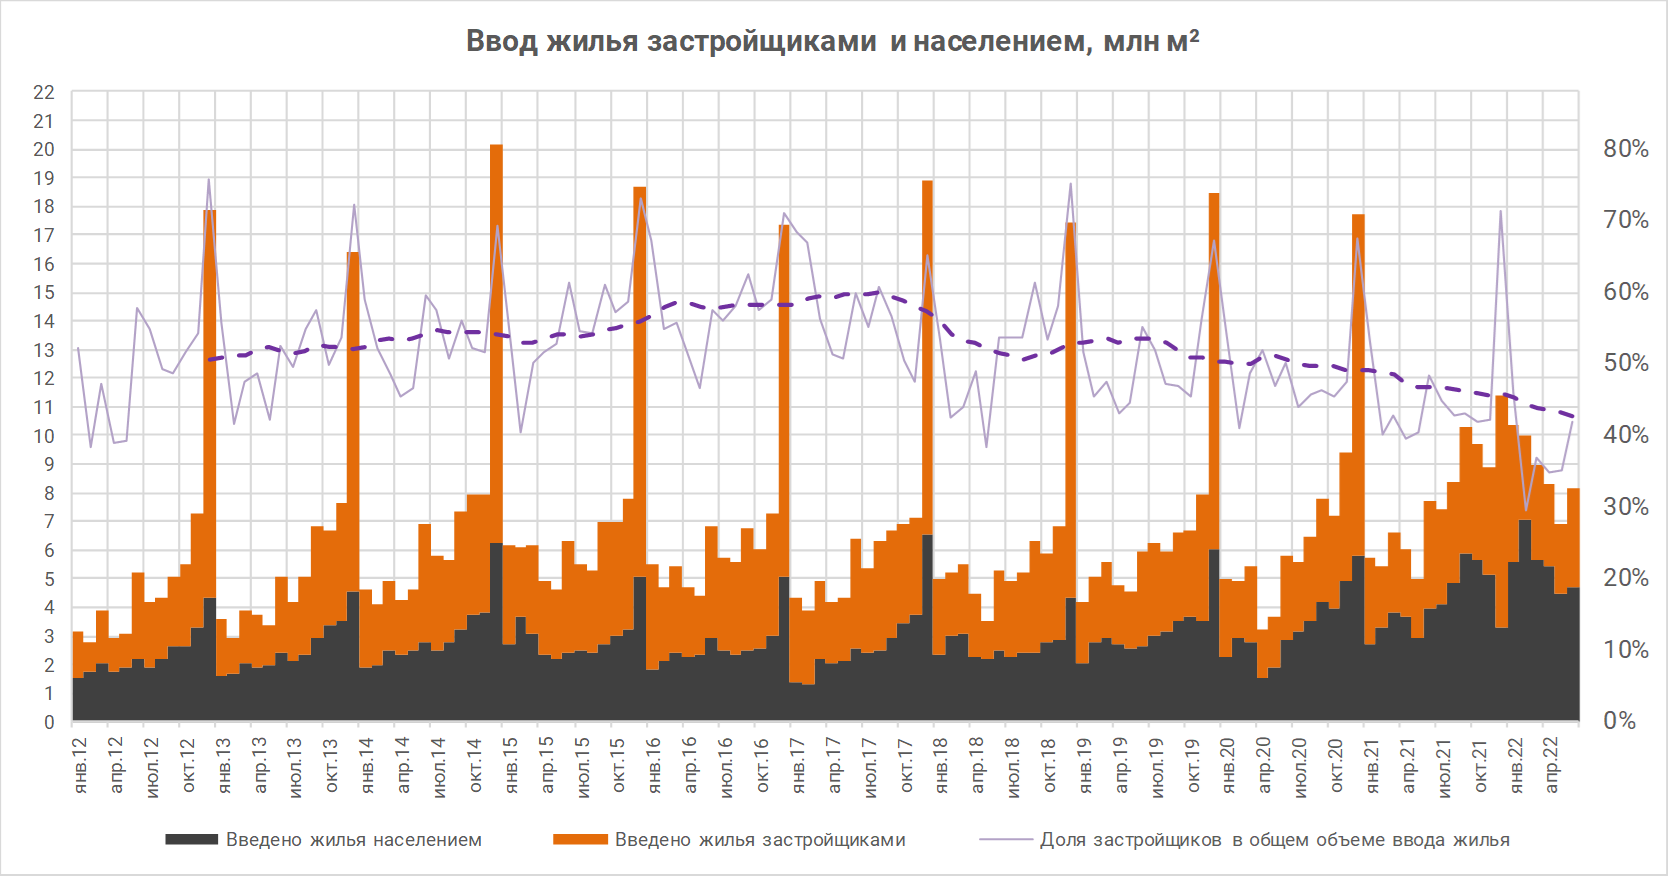 Ввод жилья застройщиками и населением, млн м²
22
21
20
19
18
17
16
15
14
13
12
11
10
9
8
7
6
5
4
3
2
1
0
80%
70%
60%
50%
40%
30%
20%
10%
0%
янв.12
апр.12
июл.12
окт.12
янв.13
апр.13
июл.13
окт.13
янв.14
апр.14
июл.14
окт.14
янв.15
апр.15
июл.15
окт.15
янв.16
апр.16
июл.16
окт.16
янв.17
апр.17
июл.17
окт.17
янв.18
апр.18
июл.18
окт.18
янв.19
апр.19
июл.19
окт.19
янв.20
апр.20
июл.20
окт.20
янв.21
апр.21
июл.21
окт.21
янв.22
апр.22
Введено жилья населением
Введено жилья застройщиками
Доля застройщиков в общем объеме ввода жилья